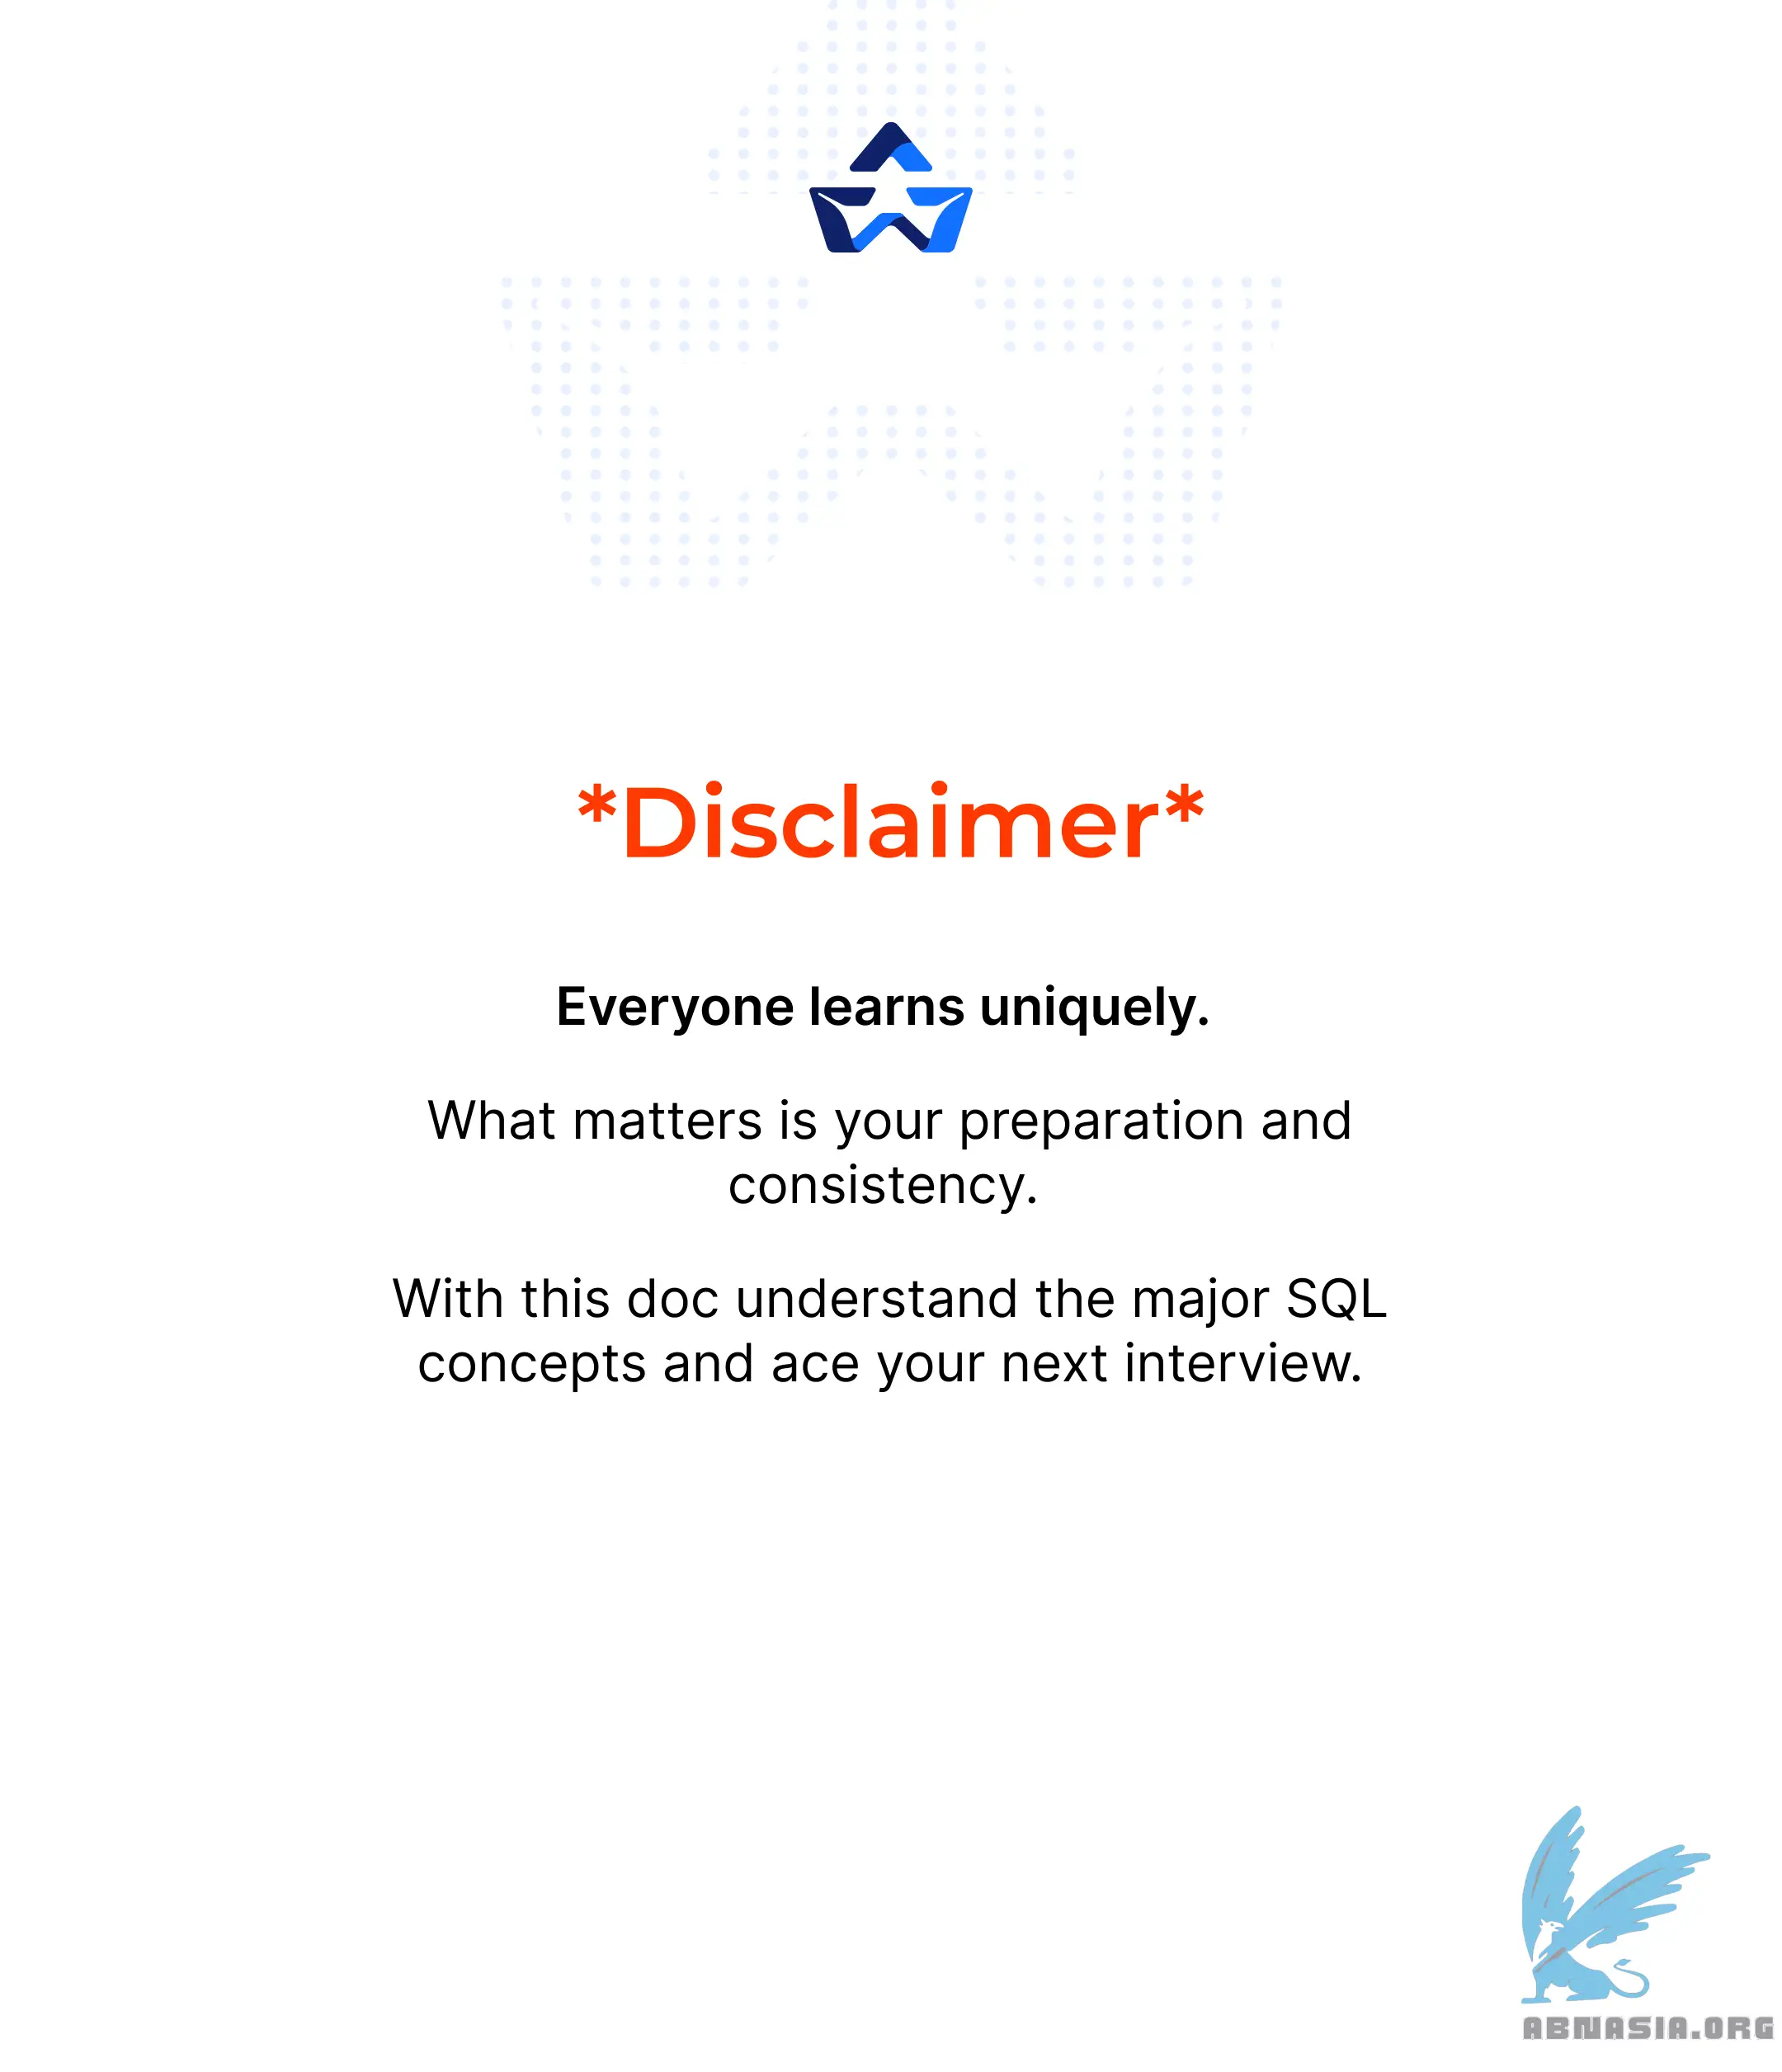 *Disclaimer*
Everyone learns uniquely.
What matters is your preparation and
consistency.
With this doc understand the major SQL
concepts and ace your next interview.
ABNASIA.ORG